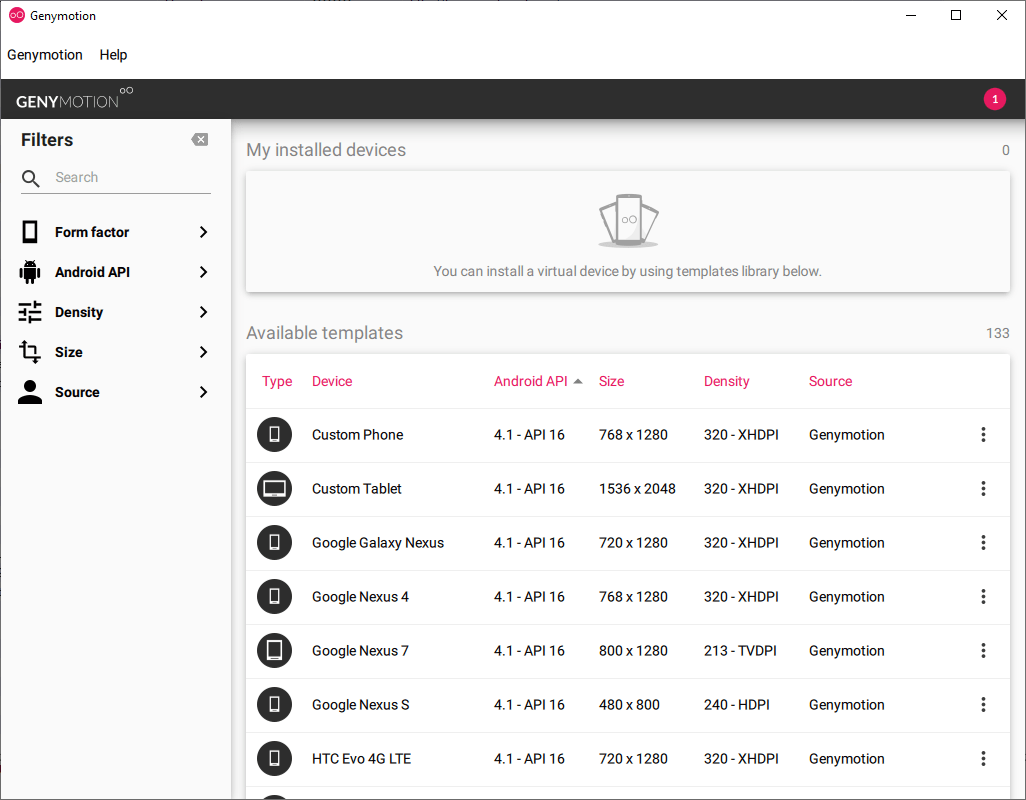 Genymotion
Genymotion Help
GENYMOTION
1
Filters
Search
Form factor
Android API
Density
Size
Source
My installed devices 0
You can install a virtual device by using templates library below.
Available templates 133
Type Device Android API Size Density Source
Custom Phone 4.1 - API 16 768 x 1280 320 - XHDPI Genymotion
Custom Tablet 4.1 - API 16 1536 x 2048 320 - XHDPI Genymotion
Google Galaxy Nexus 4.1 - API 16 720 x 1280 320 - XHDPI Genymotion
Google Nexus 4 4.1 - API 16 768 x 1280 320 - XHDPI Genymotion
Google Nexus 7 4.1 - API 16 800 x 1280 213 - TVDPI Genymotion
Google Nexus S 4.1 - API 16 480 x 800 240 - HDPI Genymotion
HTC Evo 4G LTE 4.1 - API 16 720 x 1280 320 - XHDPI Genymotion